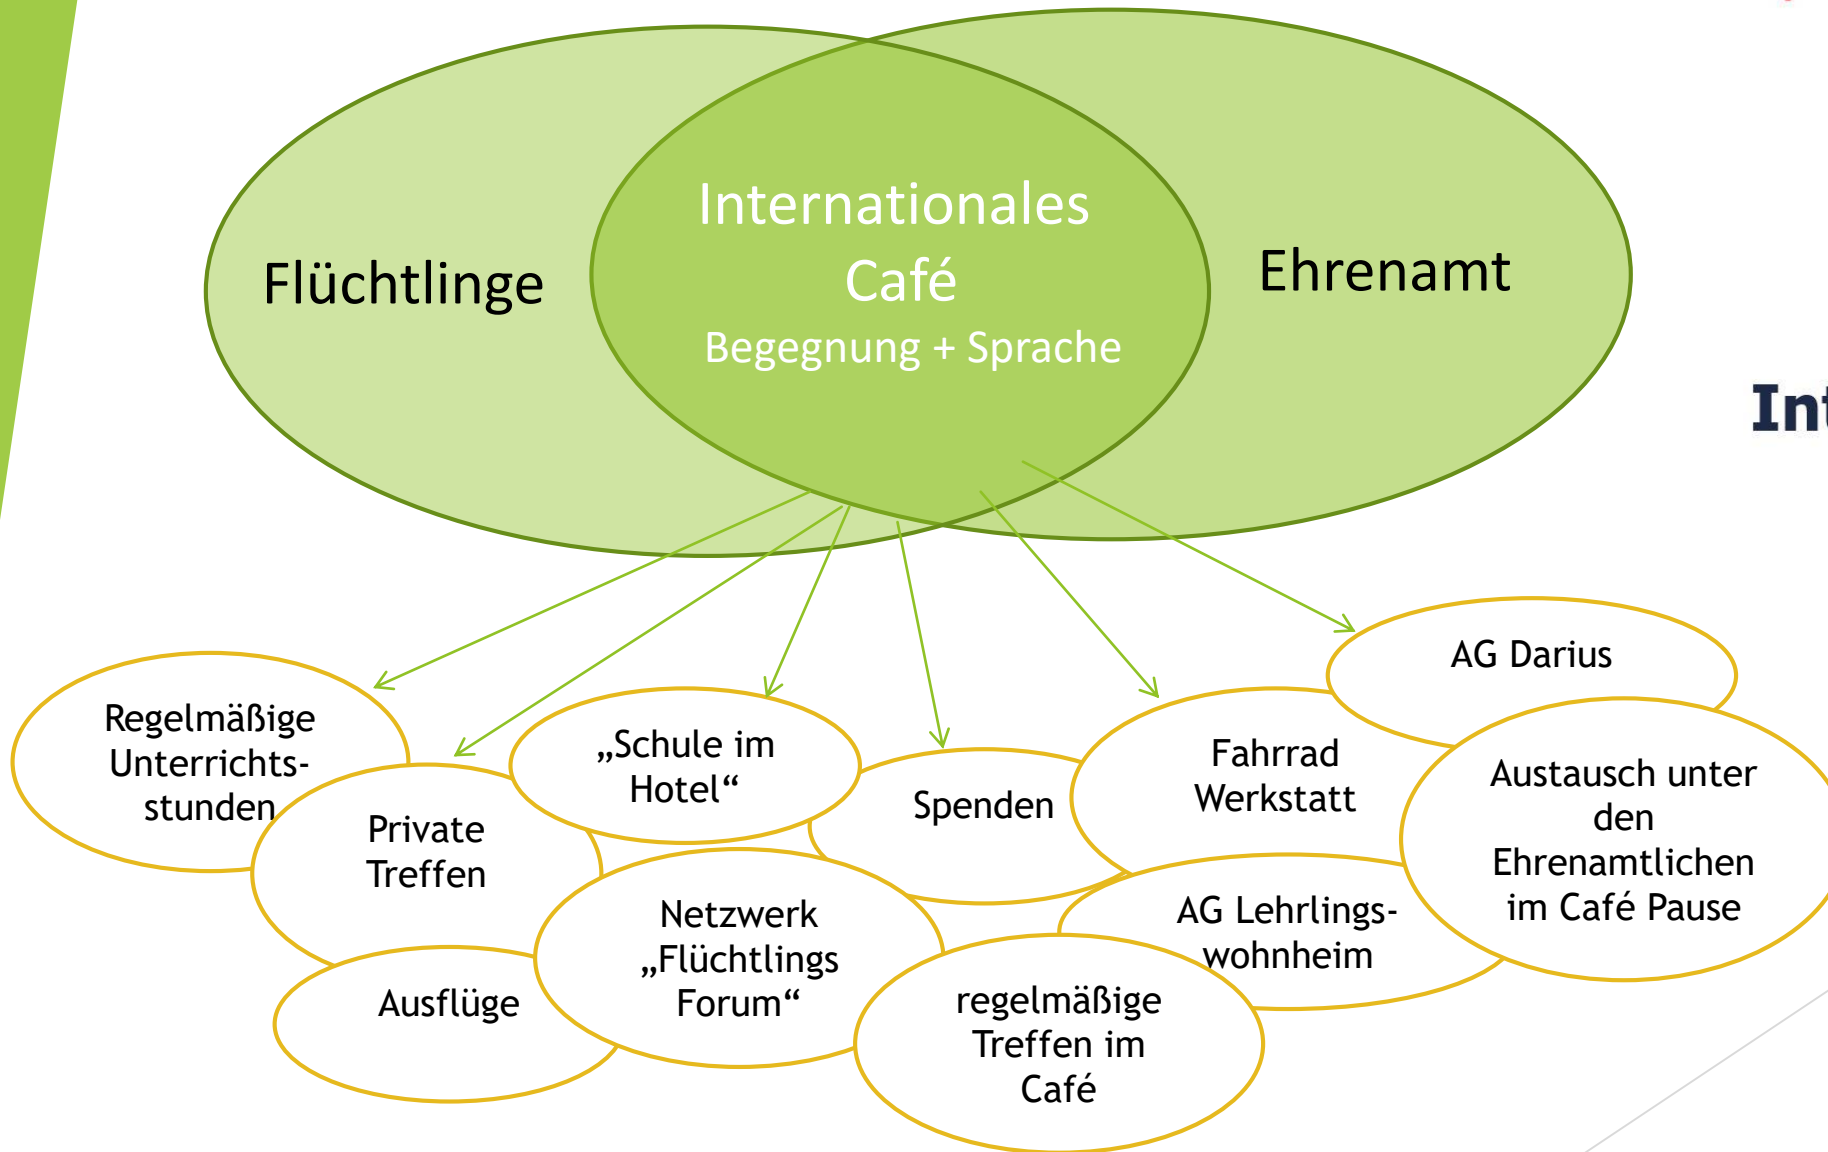 Internationales
Café
Begegnung + Sprache
Flüchtlinge
Ehrenamt
Int
AG Darius
Regelmäßige
Unterrichts-
stunden
Private
Treffen
„Schule im
Hotel“
Spenden
Fahrrad
Werkstatt
Austausch unter
den
Ehrenamtlichen
im Café Pause
Ausflüge
Netzwerk
„Flüchtlings
Forum“
regelmäßige
Treffen im
Café
AG Lehrlings-
wohnheim